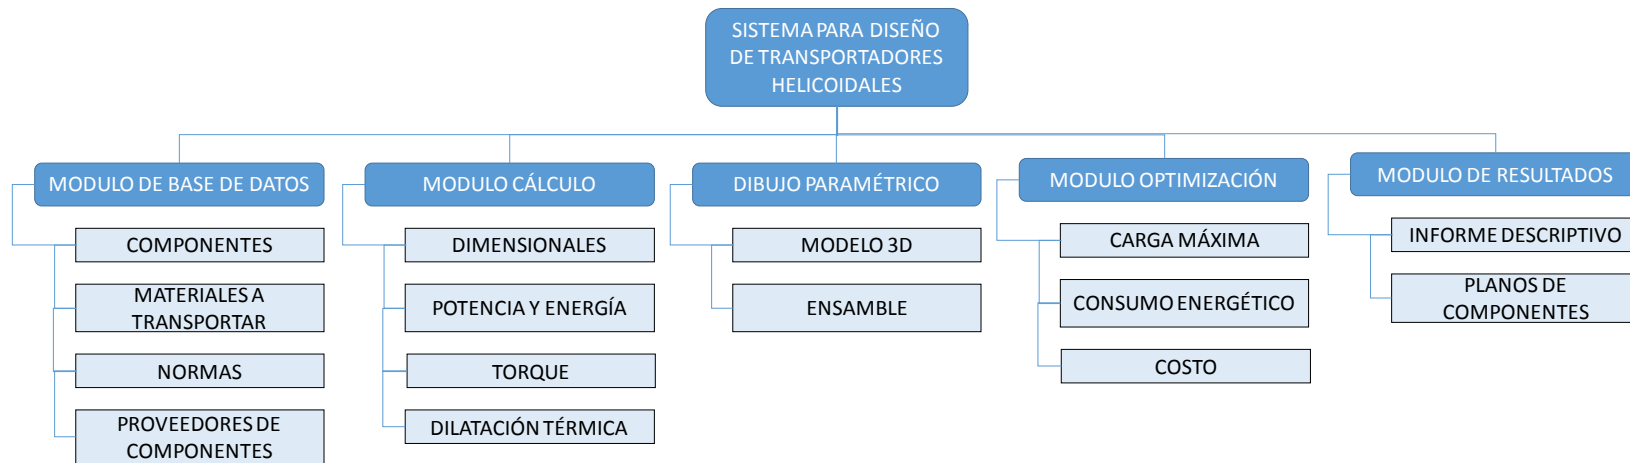 SISTEMA PARA DISEÑO
DE TRANSPORTADORES
HELICOIDALES
MODULO DE BASE DE DATOS
COMPONENTES
MATERIALES A
TRANSPORTAR
NORMAS
PROVEEDORES DE
COMPONENTES
MODULO CÁLCULO
DIMENSIONALES
POTENCIA Y ENERGÍA
TORQUE
DILATACIÓN TÉRMICA
DIBUJO PARAMÉTRICO
MODELO 3D
ENSAMBLE
MODULO OPTIMIZACIÓN
CARGA MÁXIMA
CONSUMO ENERGÉTICO
COSTO
MODULO DE RESULTADOS
INFORME DESCRIPTIVO
PLANOS DE
COMPONENTES